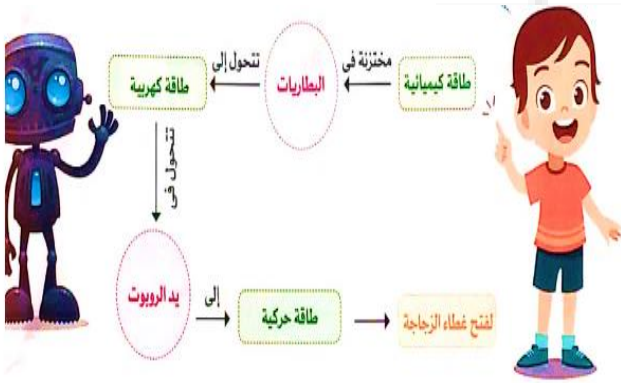 طاقة كيميائية
مختزنة فى
البطاريات
تتحول إلى
طاقة كهربية
تتحول فى
يد الروبوت
إلى
طاقة حركية
لفتح غطاء الزجاجة